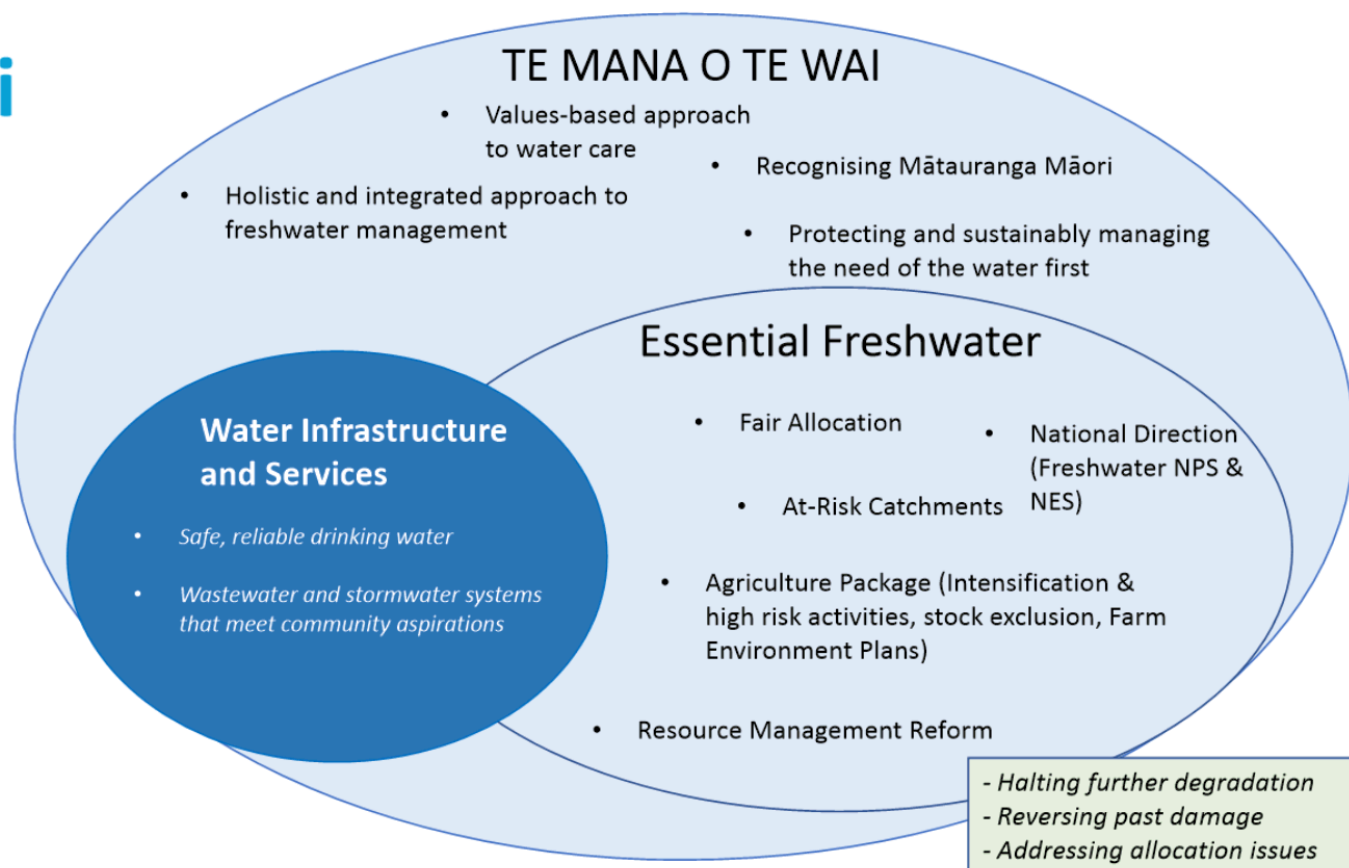 i
TE MANA O TE WAI
• Values-based approach
to water care
• Recognising Mātauranga Māori
• Holistic and integrated approach to
freshwater management
• Protecting and sustainably managing
the need of the water first
Essential Freshwater
• Fair Allocation
• National Direction
(Freshwater NPS &
NES)
• At-Risk Catchments
• Agriculture Package (Intensification &
high risk activities, stock exclusion, Farm
Environment Plans)
• Resource Management Reform
Water Infrastructure
and Services
• Safe, reliable drinking water
• Wastewater and stormwater systems
that meet community aspirations
- Halting further degradation
- Reversing past damage
- Addressing allocation issues